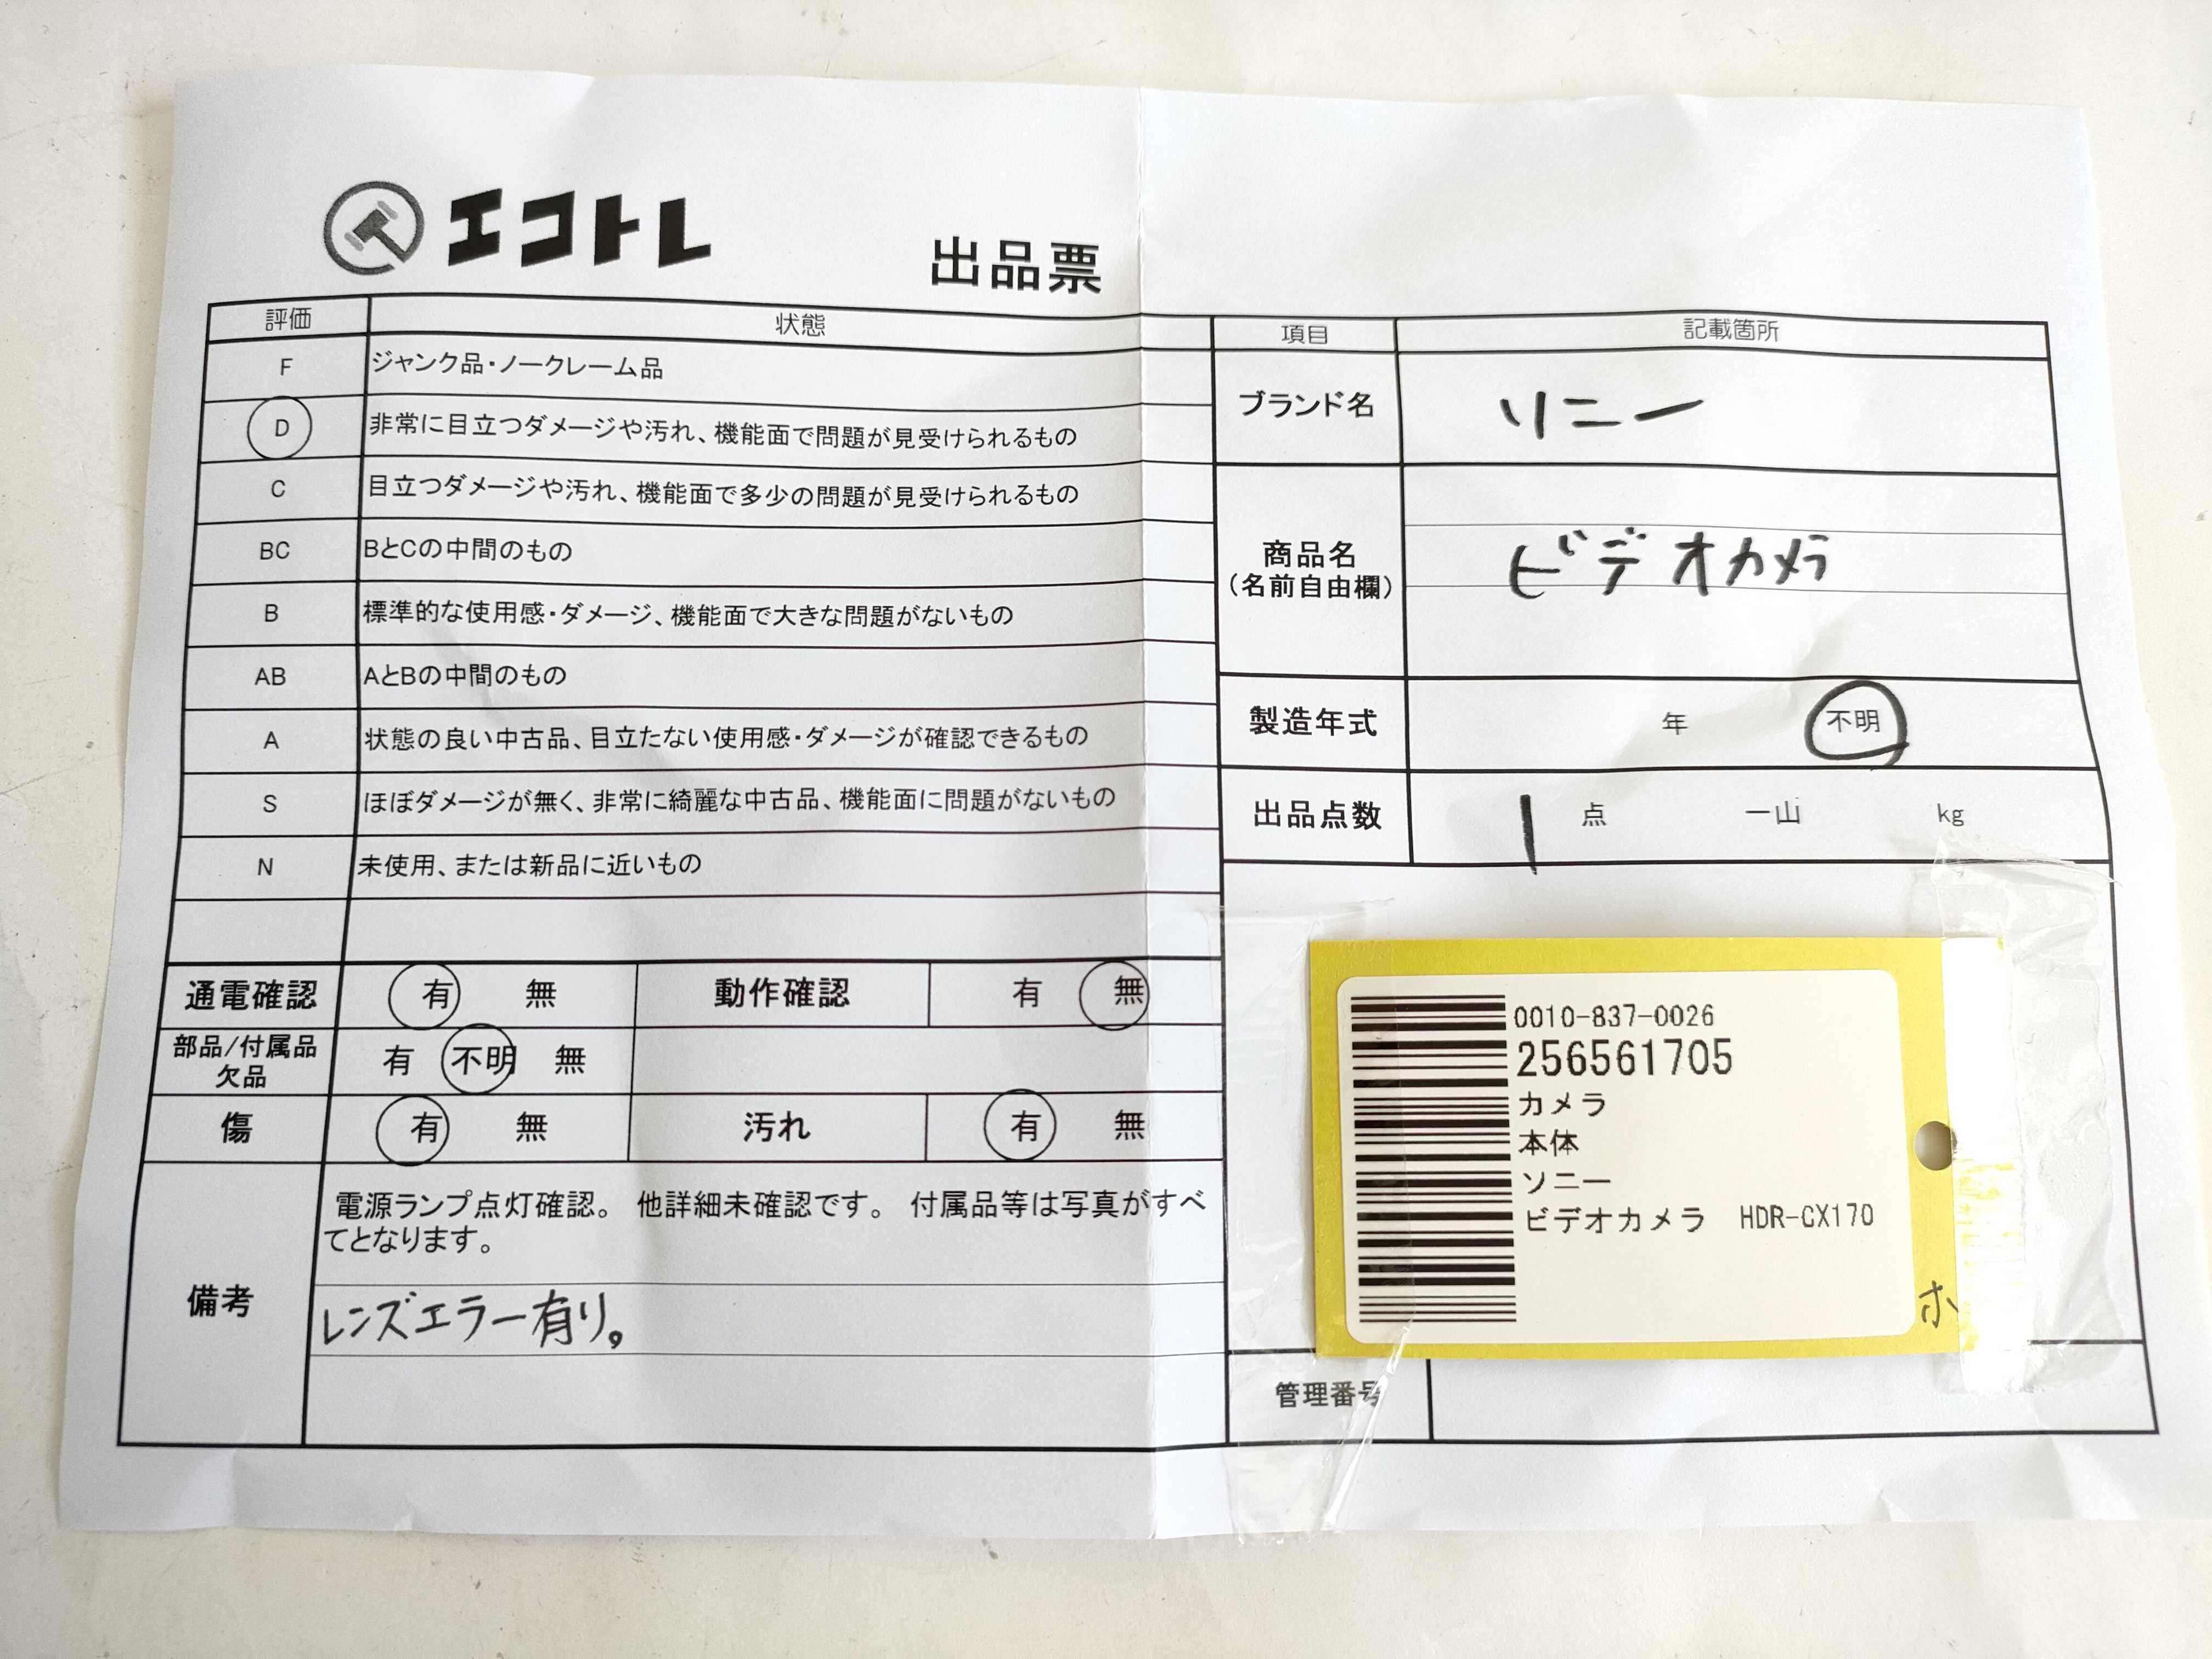 エコトレ
出品票
評価 状態
F ジャンク品・ノークレーム品
D 非常に目立つダメージや汚れ、機能面で問題が見受けられるもの
C 目立つダメージや汚れ、機能面で多少の問題が見受けられるもの
BC BとCの中間のもの
B 標準的な使用感・ダメージ、機能面で大きな問題がないもの
AB AとBの中間のもの
A 状態の良い中古品、目立たない使用感・ダメージが確認できるもの
S ほぼダメージが無く、非常に綺麗な中古品、機能面に問題がないもの
N 未使用、または新品に近いもの
通電確認 有 無 動作確認 有 無
部品/付属品
欠品 有 不明 無
傷 有 無 汚れ 有 無
備考
電源ランプ点灯確認。 他詳細未確認です。 付属品等は写真がすべ
てとなります。
レンズエラー有り。
項目 記載箇所
ブランド名 ソニー
商品名
(名前自由欄) ビデオカメラ
製造年式 年 不明
出品点数 1 点 一山 kg
0010-837-0026
256561705
カメラ
本体
ソニー
ビデオカメラ HDR-CX170
ホ
管理番号